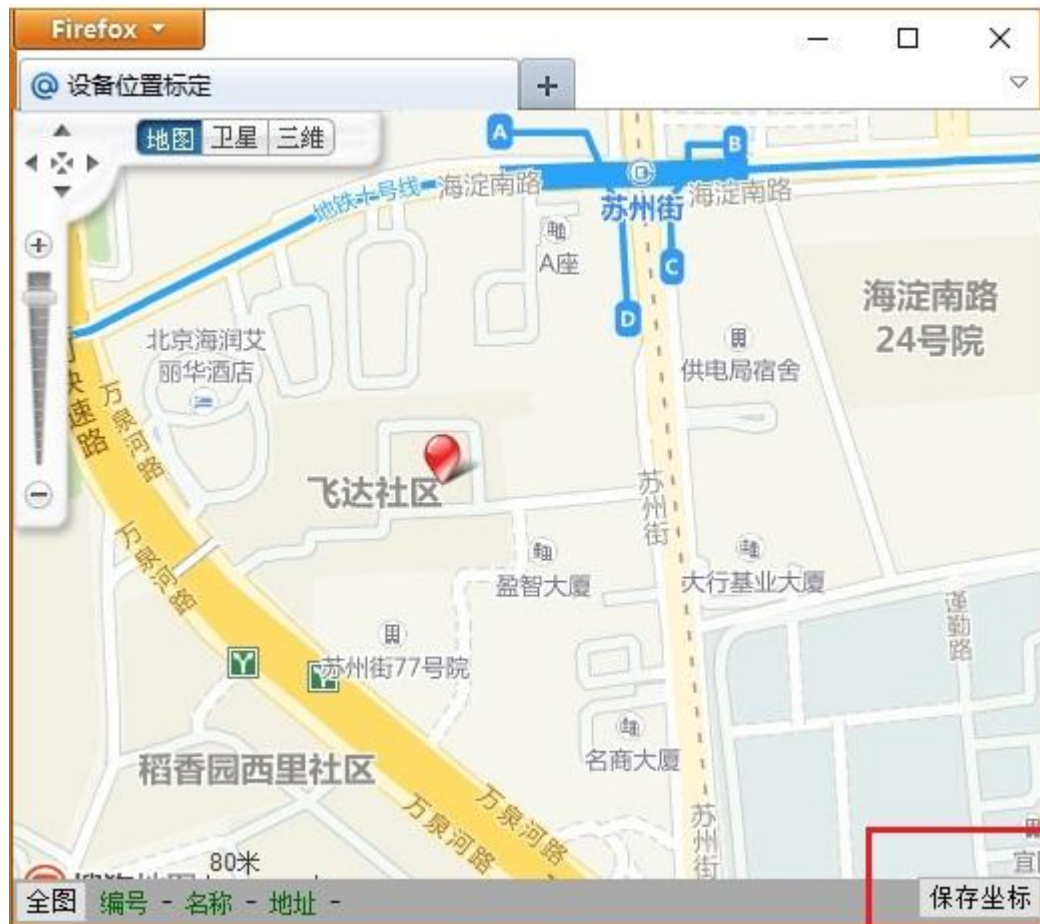 Firefox
设备位置标定
地图 卫星 三维
A
B
海淀南路
地铁十号线
海淀南路
苏州街
A座
C
D
海淀南路
24号院
北京海润艾
丽华酒店
供电局宿舍
快速路
万泉河路
飞达社区
苏州街
万泉河路
盈智大厦
大行基业大厦
苏州街77号院
名商大厦
稻香园西里社区
万泉河路
万泉河路
苏州街
80米
全图 编号 - 名称 - 地址 -
保存坐标